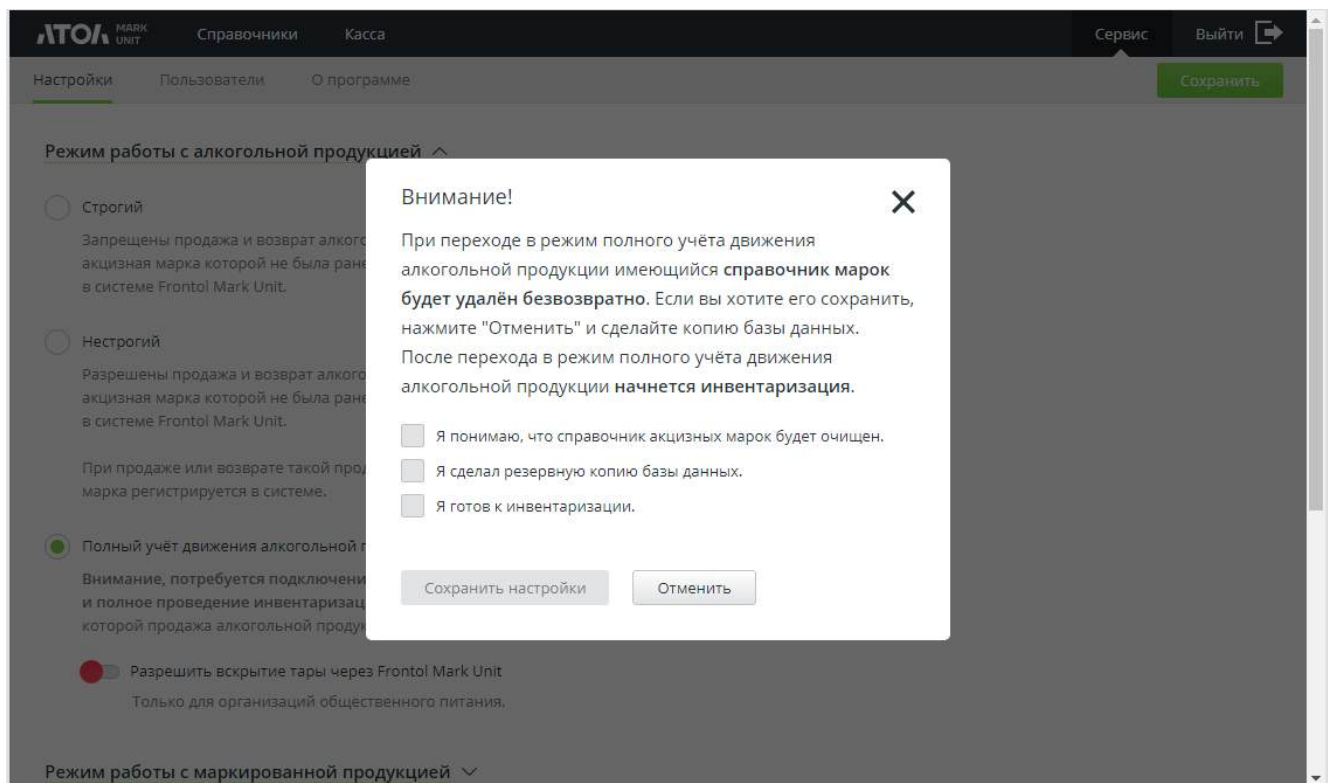 АТОЛ MARK UNIT Справочники Касса Сервис Выйти
Настройки Пользователи О программе Сохранить
Режим работы с алкогольной продукцией
Строгий
Запрещены продажа и возврат алкого
акцизная марка которой не была ране
в системе Frontol Mark Unit.
Нестрогий
Разрешены продажа и возврат алкого
акцизная марка которой не была ране
в системе Frontol Mark Unit.
При продаже или возврате такой прод
марка регистрируется в системе.
Полный учёт движения алкогольной п
Внимание, потребуется подключени
и полное проведение инвентаризац
которой продажа алкогольной продук
Разрешить вскрытие тары через Frontol Mark Unit
Только для организаций общественного питания.
Режим работы с маркированной продукцией
Внимание!
При переходе в режим полного учёта движения
алкогольной продукции имеющийся справочник марок
будет удалён безвозвратно. Если вы хотите его сохранить,
нажмите "Отменить" и сделайте копию базы данных.
После перехода в режим полного учёта движения
алкогольной продукции начнется инвентаризация.
Я понимаю, что справочник акцизных марок будет очищен.
Я сделал резервную копию базы данных.
Я готов к инвентаризации.
Сохранить настройки Отменить